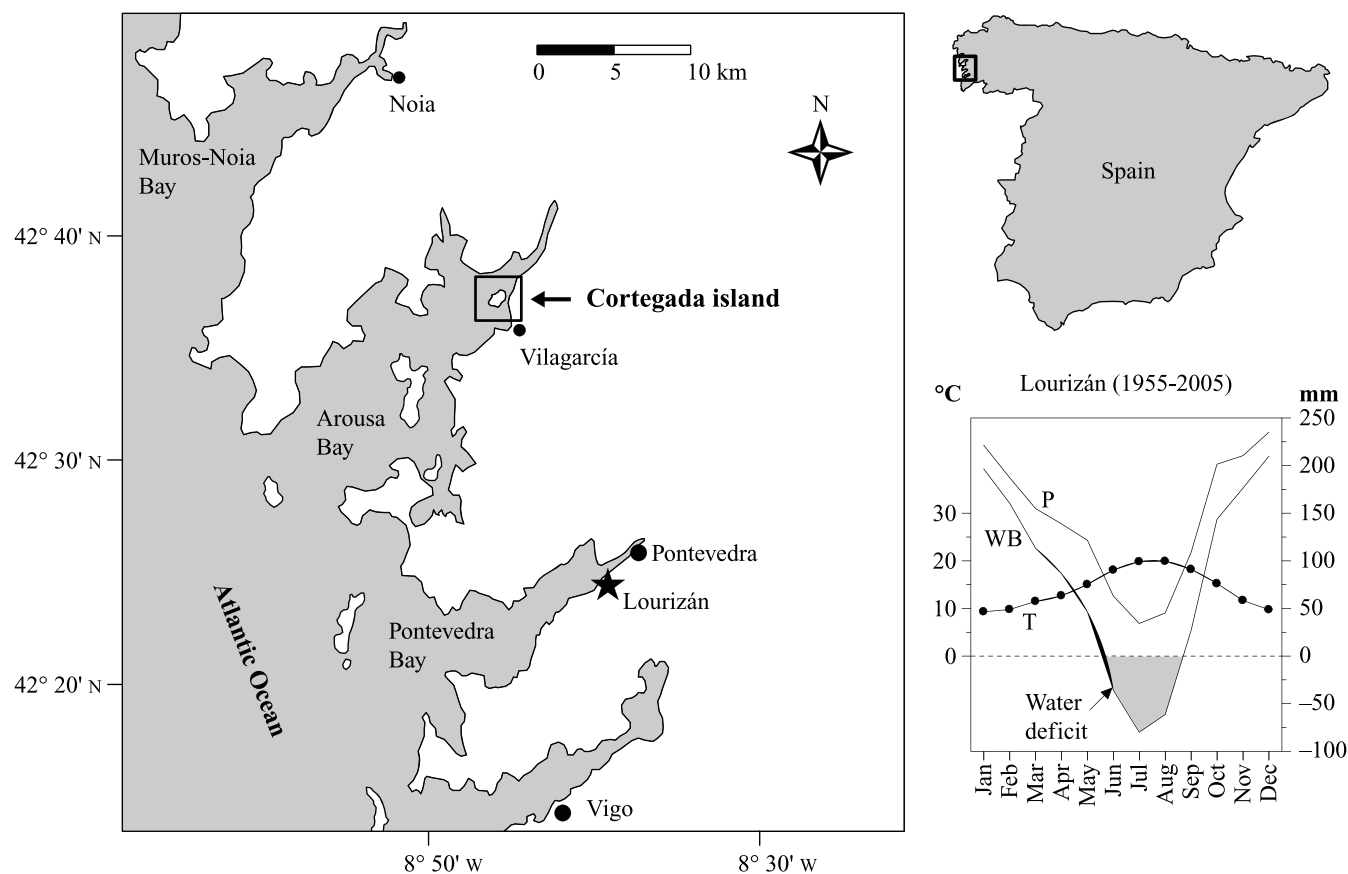 0 5 10 km
N
Noia
Muros-Noia
Bay
42° 40' N
Cortegada island
Vilagarcía
Arousa
Bay
42° 30' N
Pontevedra
Lourizán
Atlantic Ocean
Pontevedra
Bay
42° 20' N
Vigo
8° 50' W
8° 30' W
Spain
°C
Lourizán (1955-2005)
mm
250
200
30
150
20
100
10
50
0
0
–50
–100
P
WB
T
Water
deficit
Jan
Feb
Mar
Apr
May
Jun
Jul
Aug
Sep
Oct
Nov
Dec